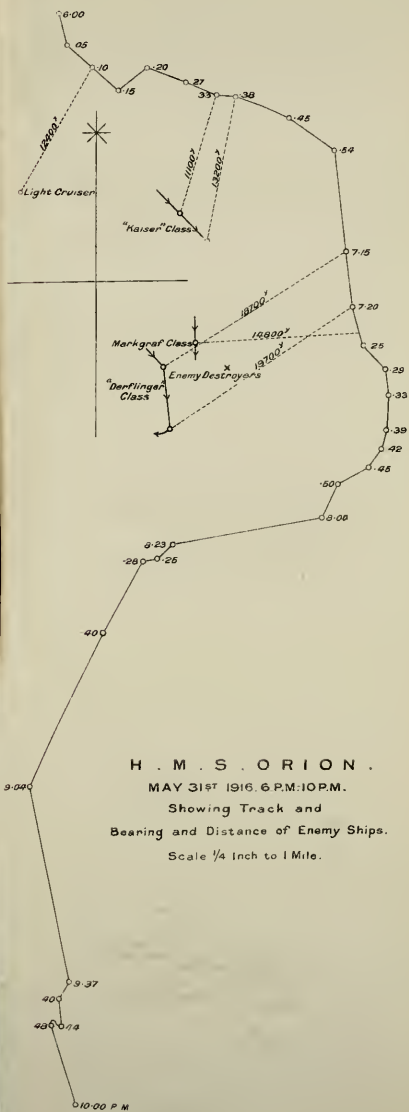 6.00
.05
.10
.15
.20
.27
33
.38
.45
.54
12400ʸ
11100ʸ
13200ʸ
Light Cruiser
"Kaiser" Class
7.15
18700ʸ
7.20
14800ʸ
Markgraf Class
19700ʸ
.25
Enemy Destroyers
x
"Derflinger"
Class
.29
.33
.39
.42
.45
.50
8.08
8.23
.28
.25
.40
H. M. S. ORION.
MAY 31ST 1916. 6 P.M.-10 P.M.
Showing Track and
Bearing and Distance of Enemy Ships.
Scale 1/4 Inch to 1 Mile.
9.04
9.37
40
48
44
10.00 P M